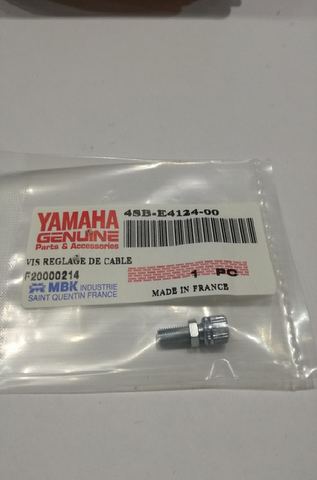 4SB-E4124-00
YAMAHA
GENUINE
Parts & Accessories
VIS REGLAGE DE CABLE
F20000214
1 PC
MBK INDUSTRIE
SAINT QUENTIN FRANCE
MADE IN FRANCE